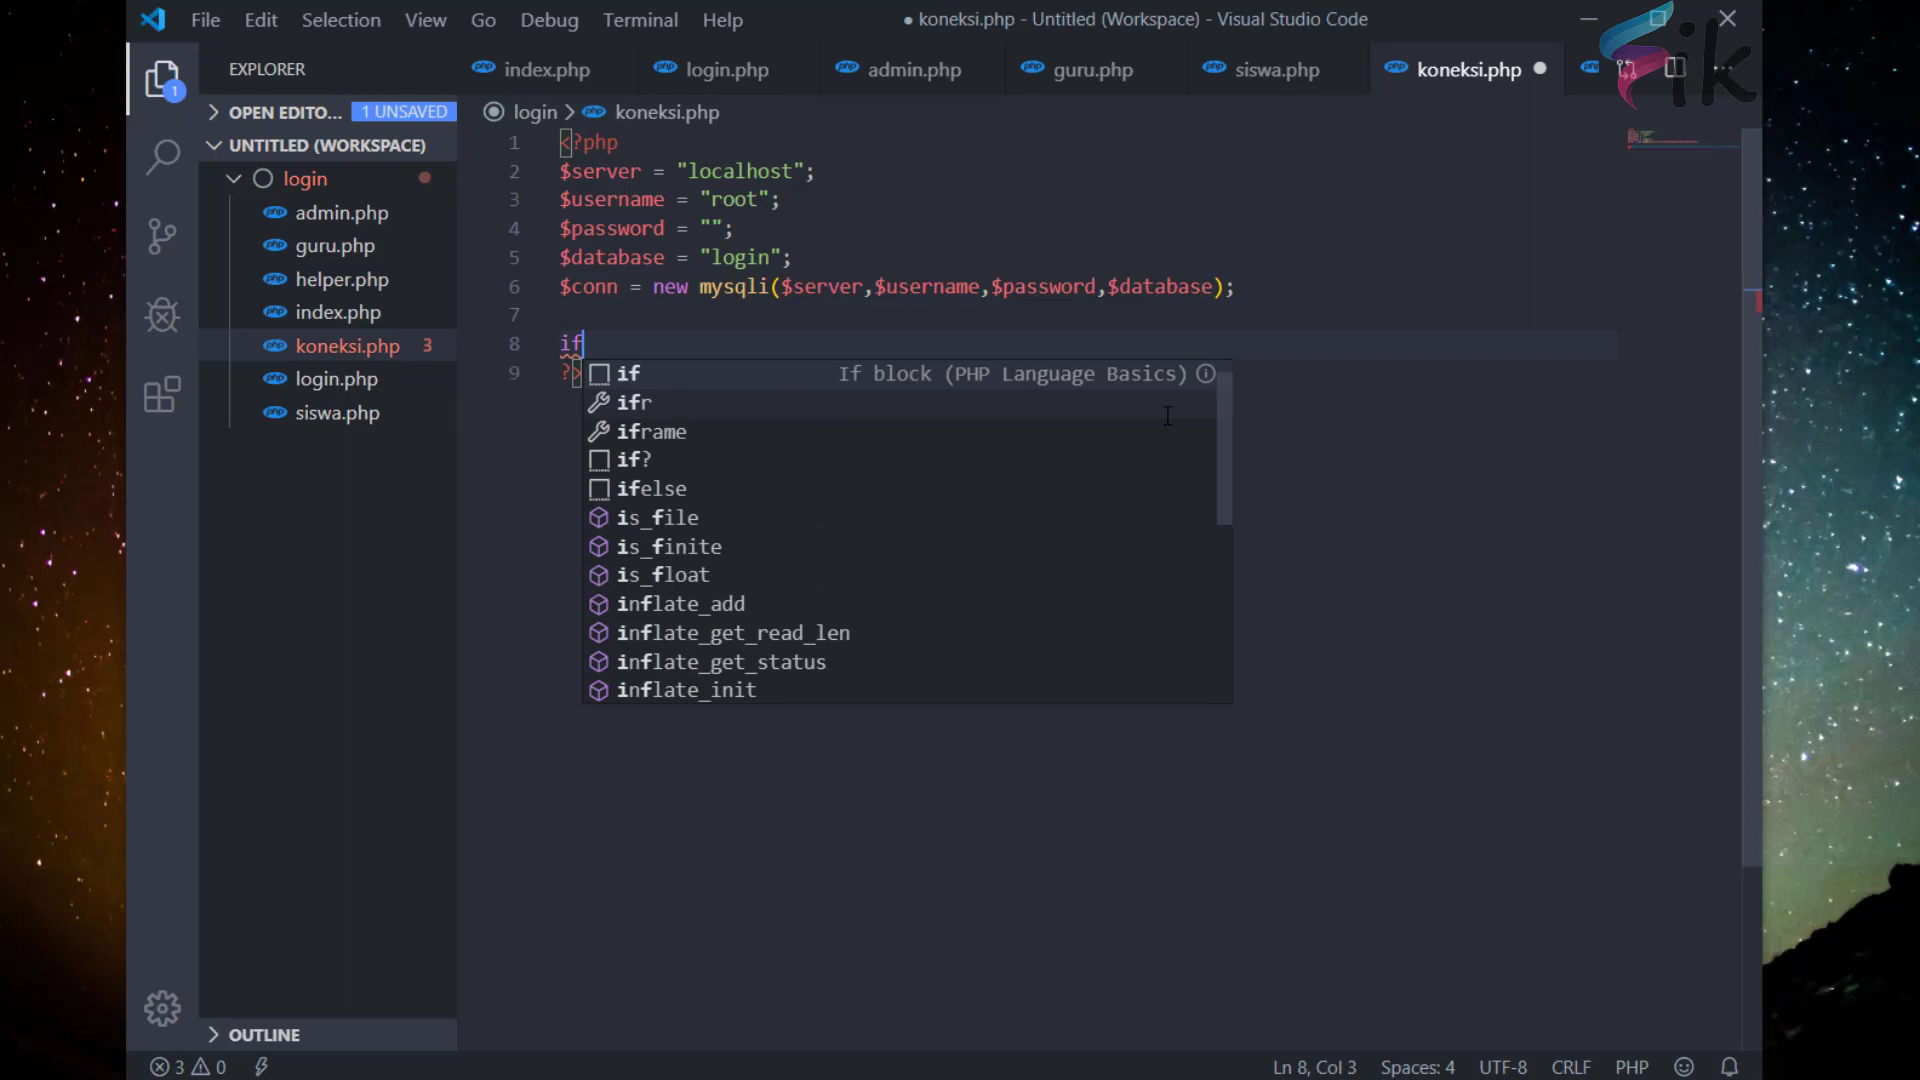 File Edit Selection View Go Debug Terminal Help
● koneksi.php - Untitled (Workspace) - Visual Studio Code
ik
EXPLORER
index.php login.php admin.php guru.php siswa.php koneksi.php
1
OPEN EDITO... 1 UNSAVED
login > koneksi.php
UNTITLED (WORKSPACE)
login
admin.php
guru.php
helper.php
index.php
koneksi.php 3
login.php
siswa.php
1 <?php
2 $server = "localhost";
3 $username = "root";
4 $password = "";
5 $database = "login";
6 $conn = new mysqli($server,$username,$password,$database);
7
8 if
9 ?>
if If block (PHP Language Basics)
ifr
iframe
if?
ifelse
is_file
is_finite
is_float
inflate_add
inflate_get_read_len
inflate_get_status
inflate_init
OUTLINE
3 0 Ln 8, Col 3 Spaces: 4 UTF-8 CRLF PHP